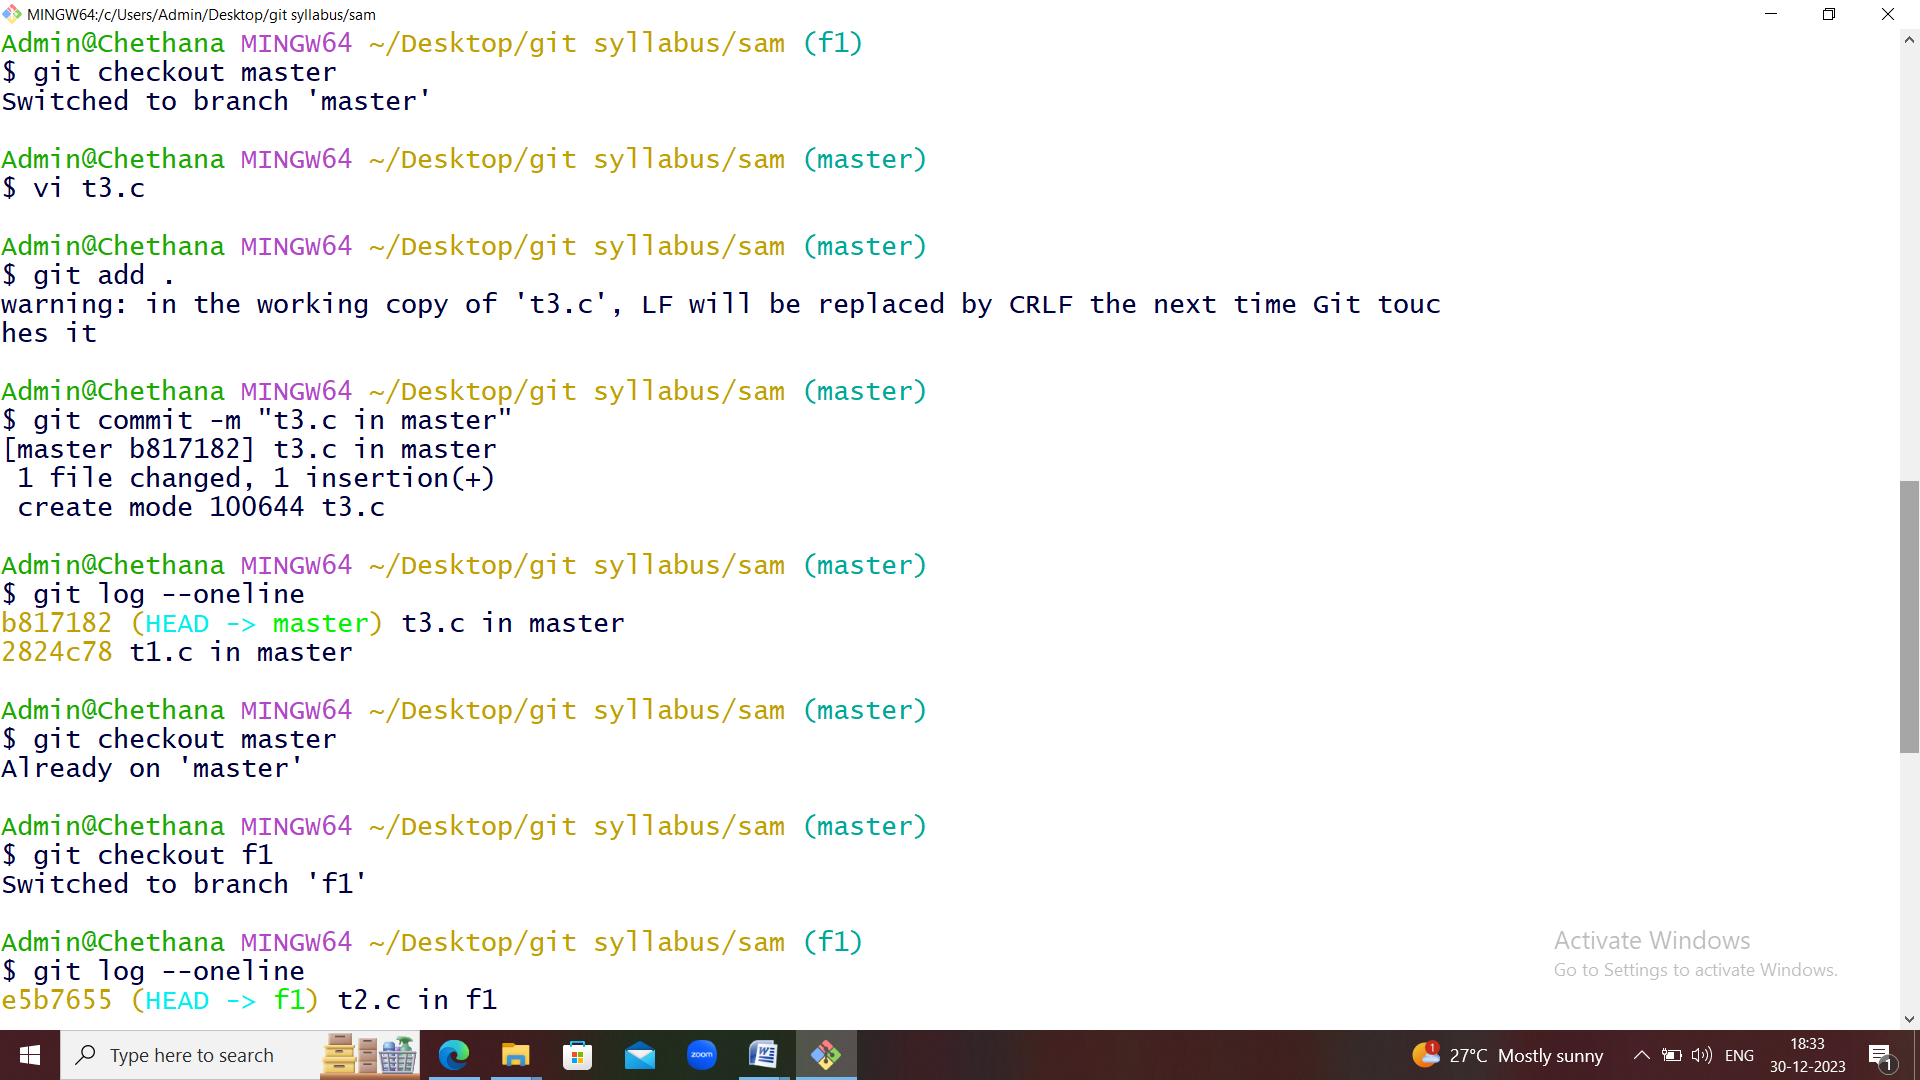 MINGW64:/c/Users/Admin/Desktop/git syllabus/sam
Admin@Chethana MINGW64 ~/Desktop/git syllabus/sam (f1)
$ git checkout master
Switched to branch 'master'
Admin@Chethana MINGW64 ~/Desktop/git syllabus/sam (master)
$ vi t3.c
Admin@Chethana MINGW64 ~/Desktop/git syllabus/sam (master)
$ git add .
warning: in the working copy of 't3.c', LF will be replaced by CRLF the next time Git touc
hes it
Admin@Chethana MINGW64 ~/Desktop/git syllabus/sam (master)
$ git commit -m "t3.c in master"
[master b817182] t3.c in master
 1 file changed, 1 insertion(+)
 create mode 100644 t3.c
Admin@Chethana MINGW64 ~/Desktop/git syllabus/sam (master)
$ git log --oneline
b817182 (HEAD -> master) t3.c in master
2824c78 t1.c in master
Admin@Chethana MINGW64 ~/Desktop/git syllabus/sam (master)
$ git checkout master
Already on 'master'
Admin@Chethana MINGW64 ~/Desktop/git syllabus/sam (master)
$ git checkout f1
Switched to branch 'f1'
Admin@Chethana MINGW64 ~/Desktop/git syllabus/sam (f1)
$ git log --oneline
e5b7655 (HEAD -> f1) t2.c in f1
Activate Windows
Go to Settings to activate Windows.
Type here to search
zoom
1
27°C Mostly sunny
ENG
18:33
30-12-2023
1